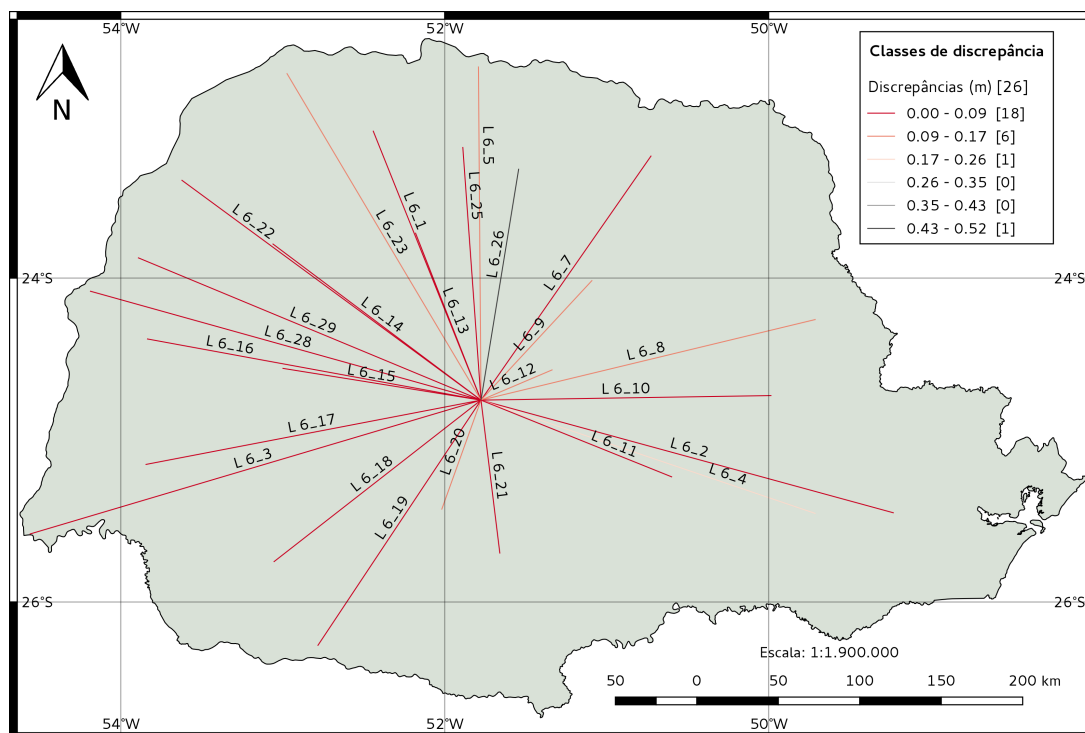 54°W 52°W 50°W
Classes de discrepância
Discrepâncias (m) [26]
0.00 - 0.09 [18]
0.09 - 0.17 [6]
0.17 - 0.26 [1]
0.26 - 0.35 [0]
0.35 - 0.43 [0]
0.43 - 0.52 [1]
N
L 6_5
L 6_25
L 6_1
L 6_22
L 6_23
L 6_26
L 6_7
24°S 24°S
L 6_13
L 6_14
L 6_29
L 6_28
L 6_16
L 6_15
L 6_9
L 6_12
L 6_8
L 6_10
L 6_17
L 6_3
L 6_18
L 6_20
L 6_19
L 6_21
L 6_11
L 6_2
L 6_4
26°S 26°S
Escala: 1:1.900.000
50 0 50 100 150 200 km
54°W 52°W 50°W